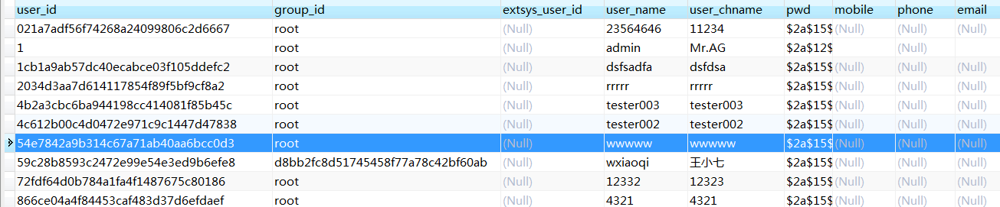 user_id group_id extsys_user_id user_name user_chname pwd mobile phone email
021a7adf56f74268a24099806c2d6667 root (Null) 23564646 11234 $2a$15$ (Null) (Null) (Null)
1 root (Null) admin Mr.AG $2a$12$ (Null)
1cb1a9ab57dc40ecabce03f105ddefc2 root (Null) dsfsadfa dsfdsa $2a$15$ (Null) (Null) (Null)
2034d3aa7d614117854f89f5bf9cf8a2 root (Null) rrrrr rrrrr $2a$15$ (Null) (Null) (Null)
4b2a3cbc6ba944198cc414081f85b45c root (Null) tester003 tester003 $2a$15$ (Null) (Null) (Null)
4c612b00c4d0472e971c9c1447d47838 root (Null) tester002 tester002 $2a$15$ (Null) (Null) (Null)
54e7842a9b314c67a71ab40aa6bcc0d3 root (Null) wwwww wwwww $2a$15$ (Null) (Null) (Null)
59c28b8593c2472e99e54e3ed9b6efe8 d8bb2fc8d51745458f77a78c42bf60ab (Null) wxiaoqi 王小七 $2a$15$ (Null) (Null) (Null)
72fdf64d0b784a1fa4f1487675c80186 root (Null) 12332 12323 $2a$15$ (Null) (Null) (Null)
866ce04a4f84453caf483d37d6efdaef root (Null) 4321 4321 $2a$15$ (Null) (Null) (Null)